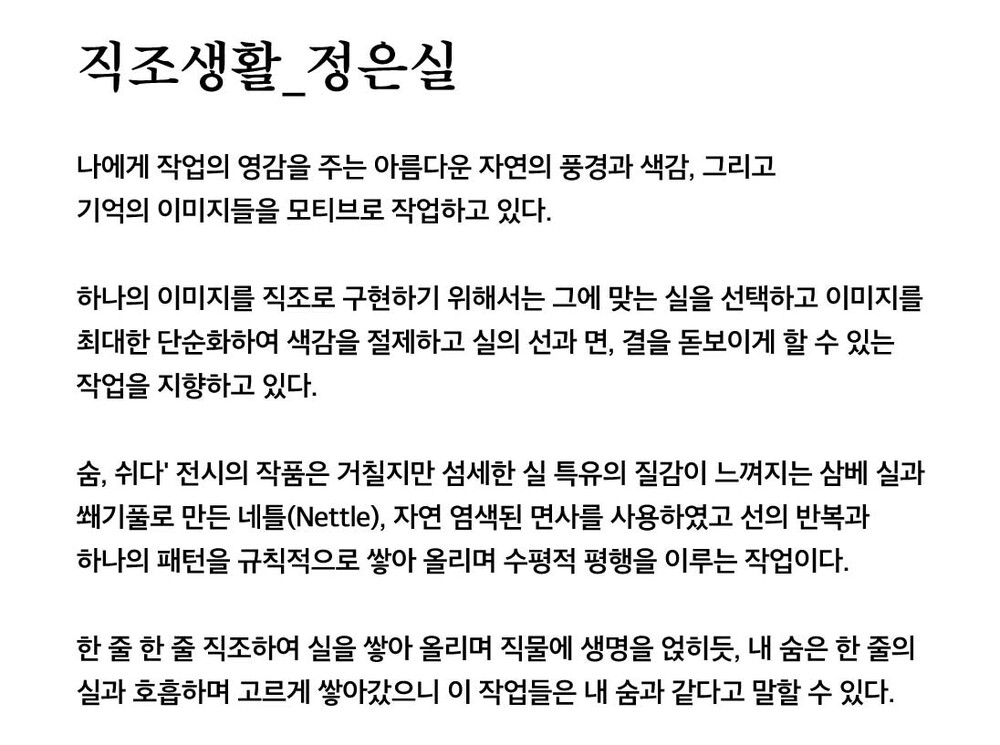 직조생활_정은실
나에게 작업의 영감을 주는 아름다운 자연의 풍경과 색감, 그리고
기억의 이미지들을 모티브로 작업하고 있다.
하나의 이미지를 직조로 구현하기 위해서는 그에 맞는 실을 선택하고 이미지를
최대한 단순화하여 색감을 절제하고 실의 선과 면, 결을 돋보이게 할 수 있는
작업을 지향하고 있다.
숨, 쉬다' 전시의 작품은 거칠지만 섬세한 실 특유의 질감이 느껴지는 삼베 실과
쐐기풀로 만든 네틀(Nettle), 자연 염색된 면사를 사용하였고 선의 반복과
하나의 패턴을 규칙적으로 쌓아 올리며 수평적 평행을 이루는 작업이다.
한 줄 한 줄 직조하여 실을 쌓아 올리며 직물에 생명을 얹히듯, 내 숨은 한 줄의
실과 호흡하며 고르게 쌓아갔으니 이 작업들은 내 숨과 같다고 말할 수 있다.